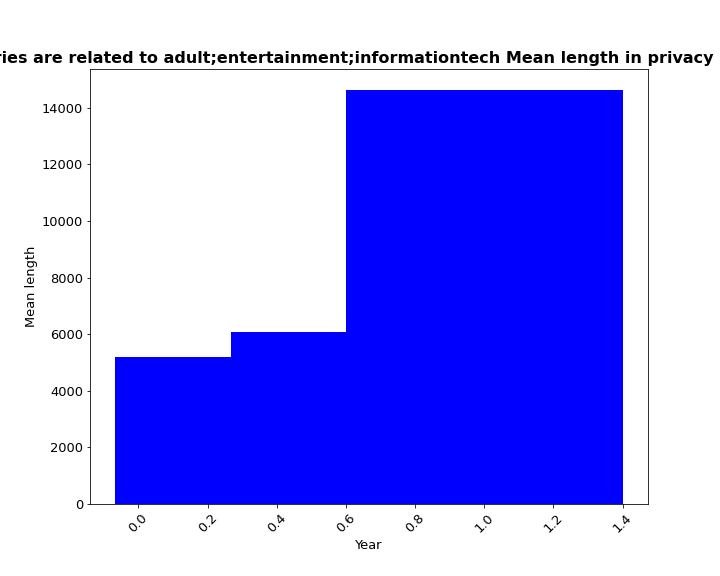 ries are related to adult;entertainment;informationtech Mean length in privacy
14000
12000
10000
8000
6000
4000
2000
0
Mean length
0.0 0.2 0.4 0.6 0.8 1.0 1.2 1.4
Year